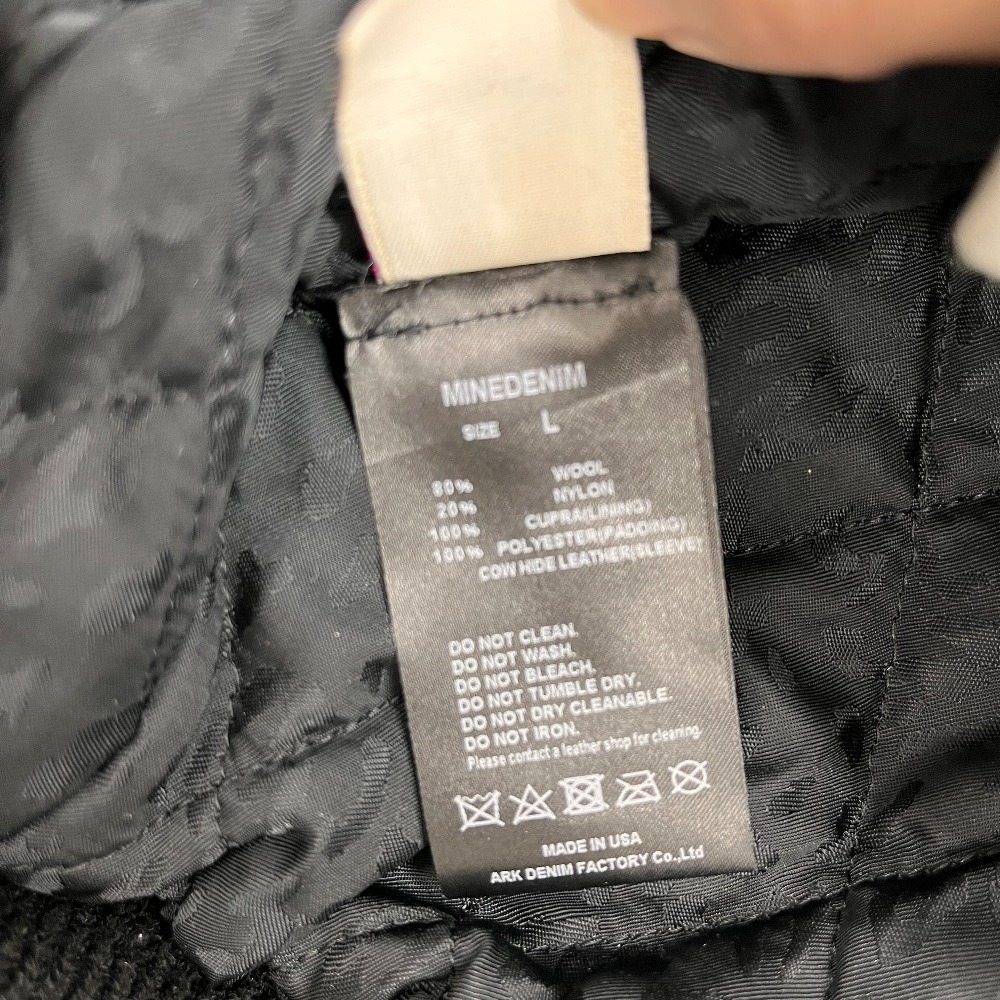 MINEDENIM
SIZE L
80% WOOL
20% NYLON
100% CUPRA(LINING)
100% POLYESTER(PADDING)
COW HIDE LEATHER(SLEEVE)
DO NOT CLEAN.
DO NOT WASH.
DO NOT BLEACH.
DO NOT TUMBLE DRY.
DO NOT DRY CLEANABLE.
DO NOT IRON.
Please contact a leather shop for cleaning.
MADE IN USA
ARK DENIM FACTORY Co.,Ltd